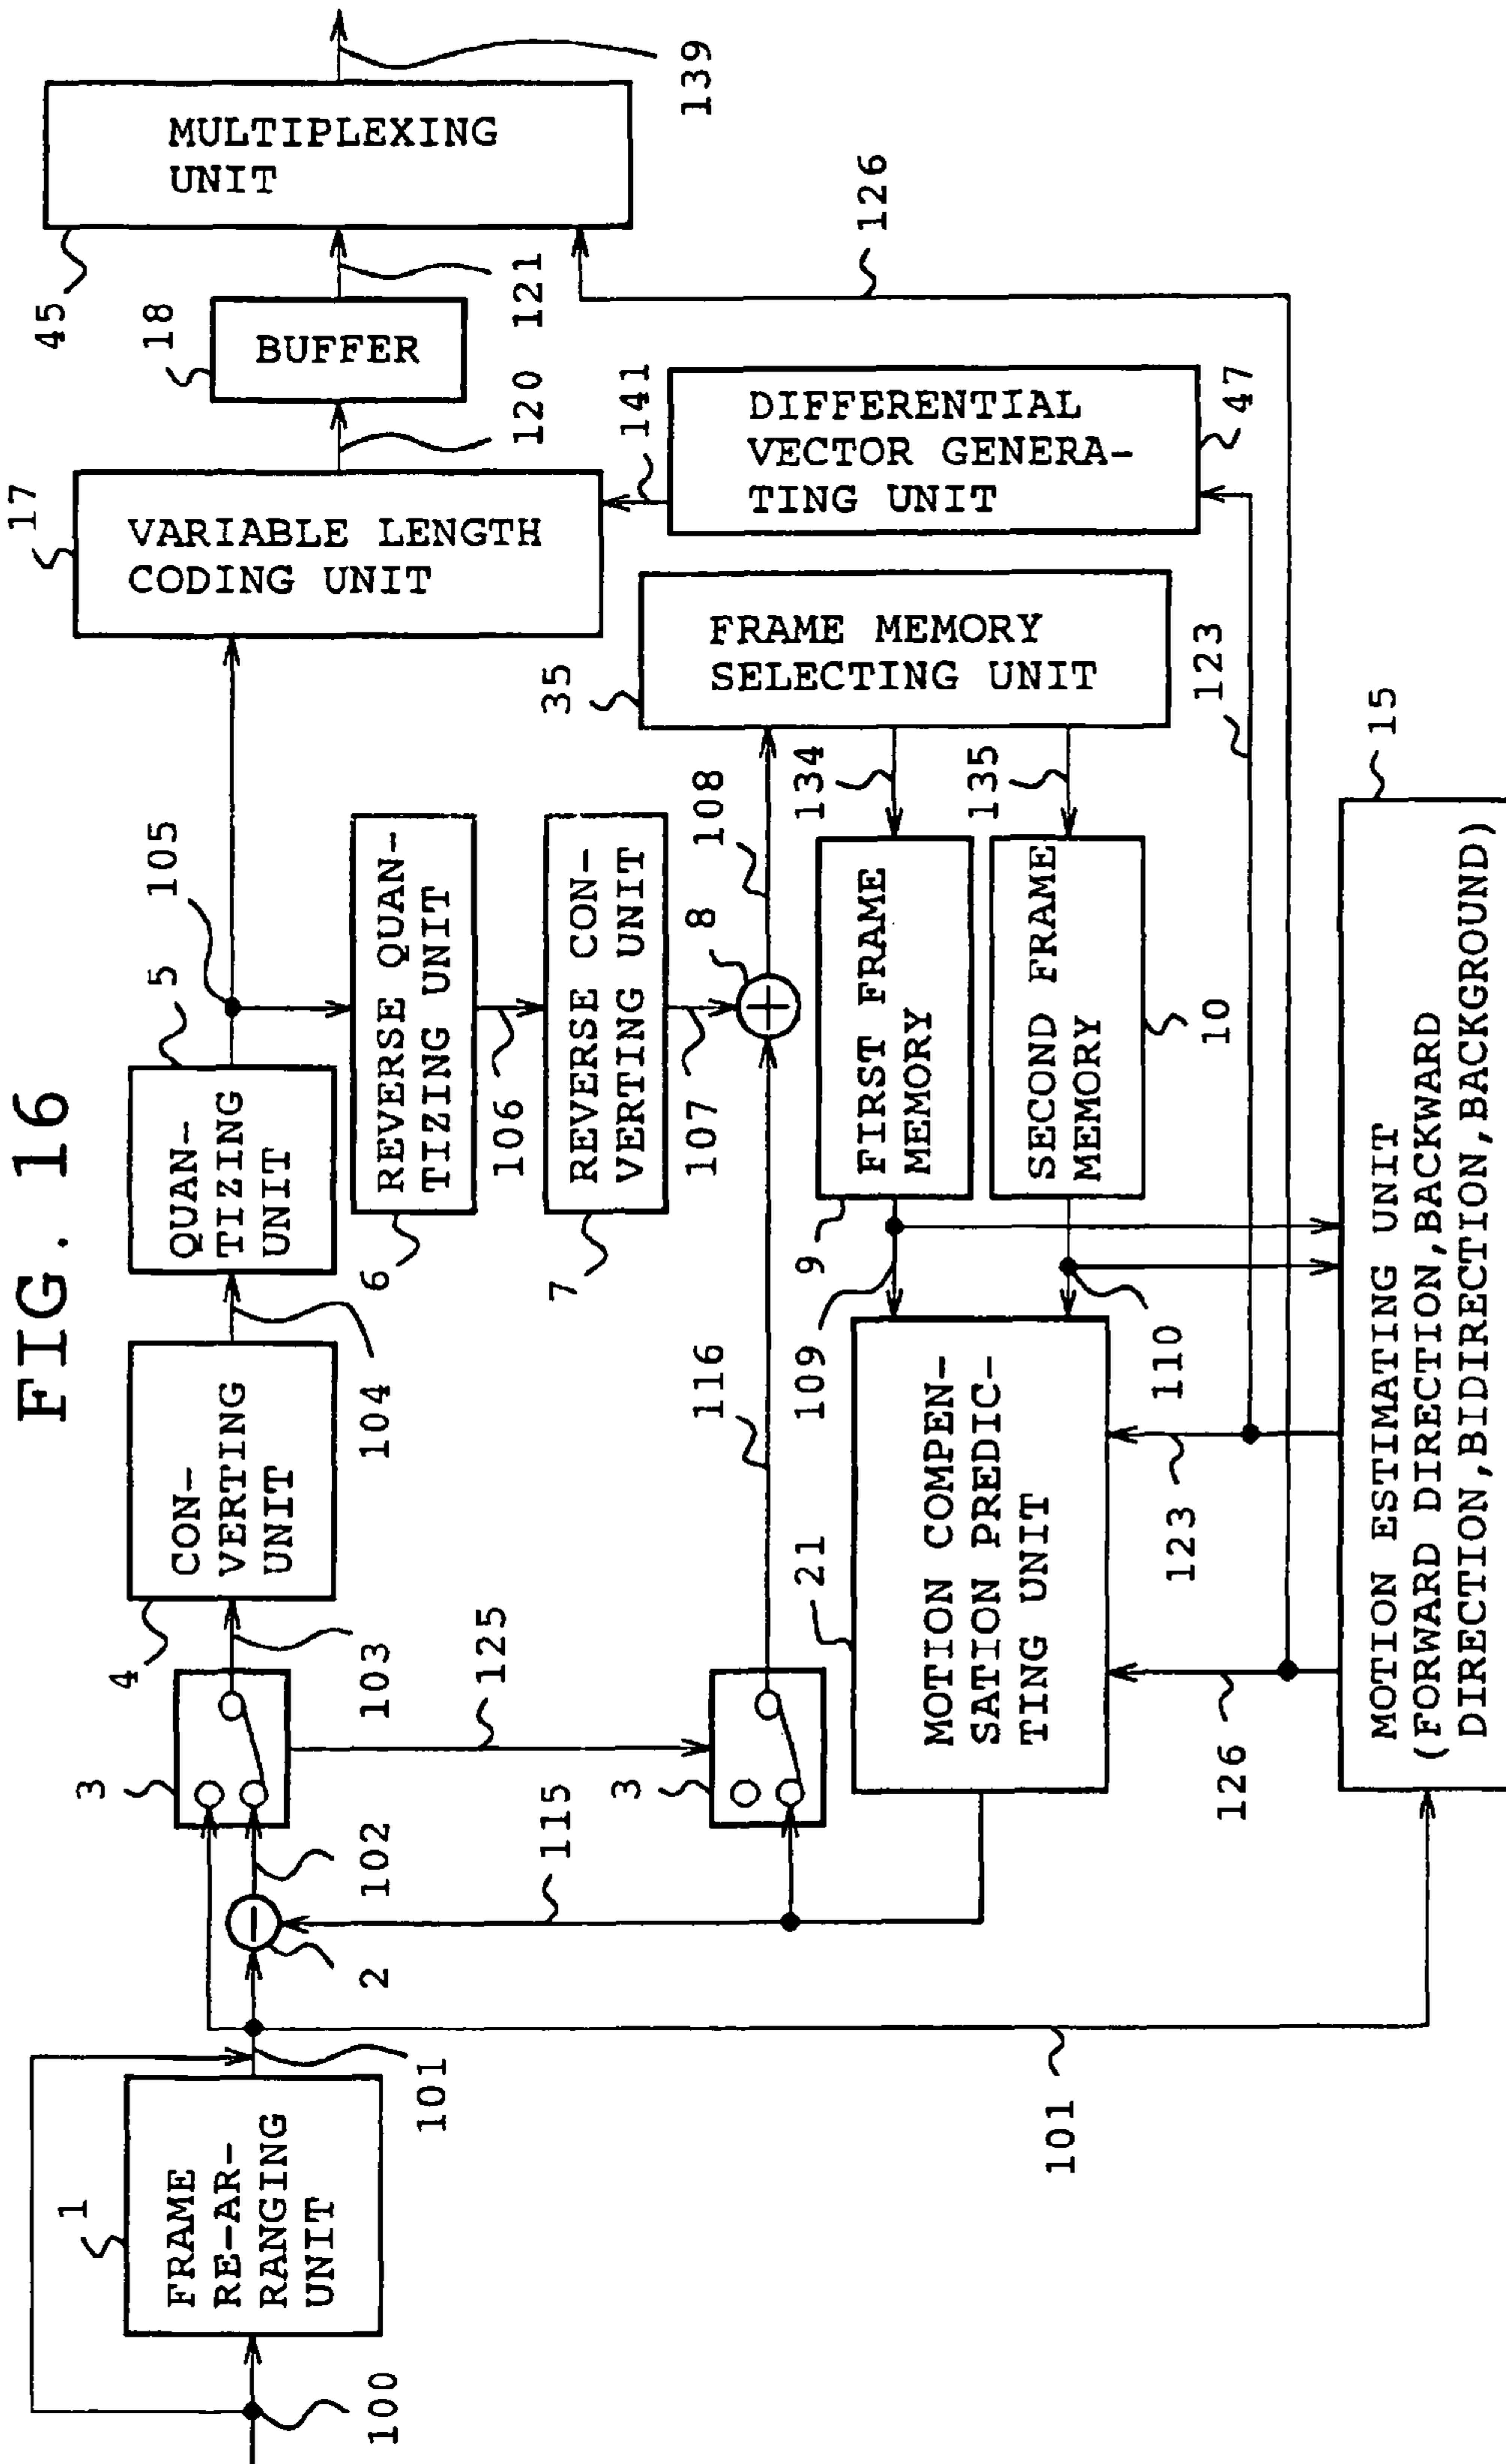 FIG. 16
1
FRAME
RE-AR-
RANGING
UNIT
100
101
101
2
102
3
103
4
CON-
VERTING
UNIT
104
5
QUAN-
TIZING
UNIT
105
17
VARIABLE LENGTH
CODING UNIT
120
18
BUFFER
121
45
MULTIPLEXING
UNIT
139
126
6
REVERSE QUAN-
TIZING UNIT
106
7
REVERSE CON-
VERTING UNIT
107
8
108
35
FRAME MEMORY
SELECTING UNIT
141
DIFFERENTIAL
VECTOR GENERA-
TING UNIT
47
125
115
3
116
134
135
9
FIRST FRAME
MEMORY
SECOND FRAME
MEMORY
10
109
110
21
MOTION COMPEN-
SATION PREDIC-
TING UNIT
126
123
123
15
MOTION ESTIMATING UNIT
(FORWARD DIRECTION,BACKWARD
DIRECTION,BIDIRECTION,BACKGROUND)